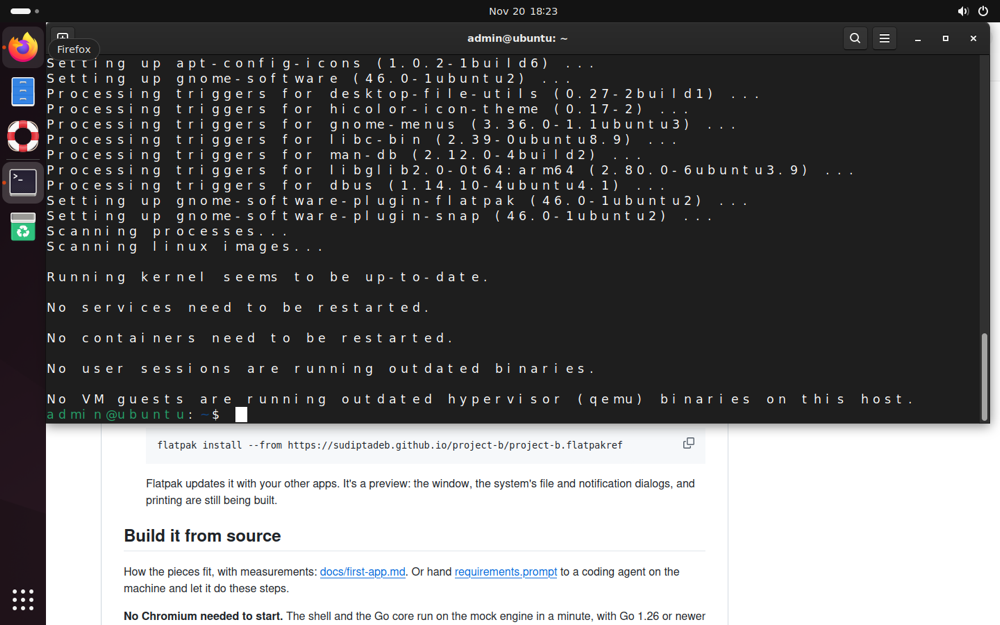 Nov 20 18:23
admin@ubuntu: ~
Firefox
Setting up apt-config-icons (1.0.2-1build6) ...
Setting up gnome-software (46.0-1ubuntu2) ...
Processing triggers for desktop-file-utils (0.27-2build1) ...
Processing triggers for hicolor-icon-theme (0.17-2) ...
Processing triggers for gnome-menus (3.36.0-1.1ubuntu3) ...
Processing triggers for libc-bin (2.39-0ubuntu8.9) ...
Processing triggers for man-db (2.12.0-4build2) ...
Processing triggers for libglib2.0-0t64:arm64 (2.80.0-6ubuntu3.9) ...
Processing triggers for dbus (1.14.10-4ubuntu4.1) ...
Setting up gnome-software-plugin-flatpak (46.0-1ubuntu2) ...
Setting up gnome-software-plugin-snap (46.0-1ubuntu2) ...
Scanning processes...
Scanning linux images...
Running kernel seems to be up-to-date.
No services need to be restarted.
No containers need to be restarted.
No user sessions are running outdated binaries.
No VM guests are running outdated hypervisor (qemu) binaries on this host.
admin@ubuntu:~$
flatpak install --from https://sudiptadeb.github.io/project-b/project-b.flatpakref
Flatpak updates it with your other apps. It's a preview: the window, the system's file and notification dialogs, and
printing are still being built.
Build it from source
How the pieces fit, with measurements: docs/first-app.md. Or hand requirements.prompt to a coding agent on the
machine and let it do these steps.
No Chromium needed to start. The shell and the Go core run on the mock engine in a minute, with Go 1.26 or newer